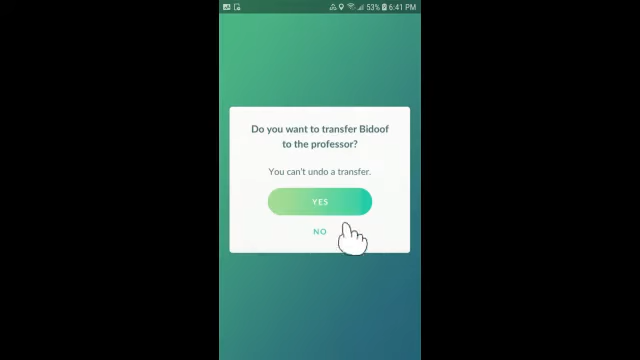 53% 6:41 PM
Do you want to transfer Bidoof
to the professor?
You can't undo a transfer.
YES
NO